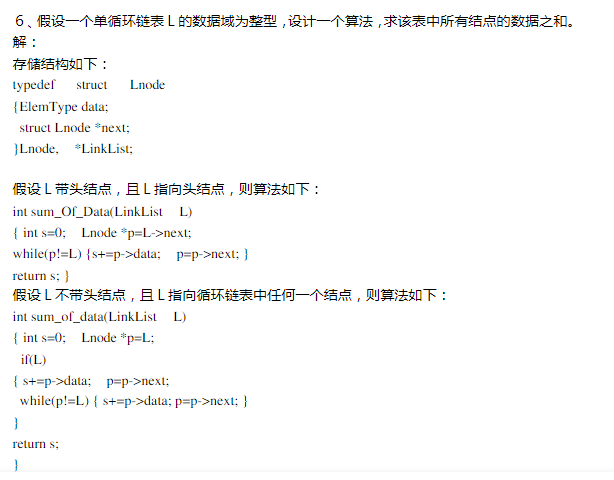 ６、假设一个单循环链表 L 的数据域为整型，设计一个算法，求该表中所有结点的数据之和。
解：
存储结构如下：
typedef struct Lnode
{ElemType data;
struct Lnode *next;
}Lnode, *LinkList;
假设 L 带头结点，且 L 指向头结点，则算法如下：
int sum_Of_Data(LinkList L)
{ int s=0; Lnode *p=L->next;
while(p!=L) {s+=p->data; p=p->next; }
return s; }
假设 L 不带头结点，且 L 指向循环链表中任何一个结点，则算法如下：
int sum_of_data(LinkList L)
{ int s=0; Lnode *p=L;
if(L)
{ s+=p->data; p=p->next;
while(p!=L) { s+=p->data; p=p->next; }
}
return s;
}